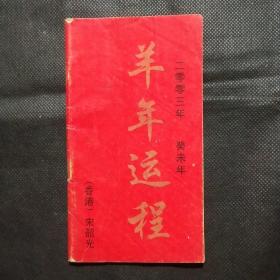 二零零三年 癸未年
羊年运程
（香港）宋韶光